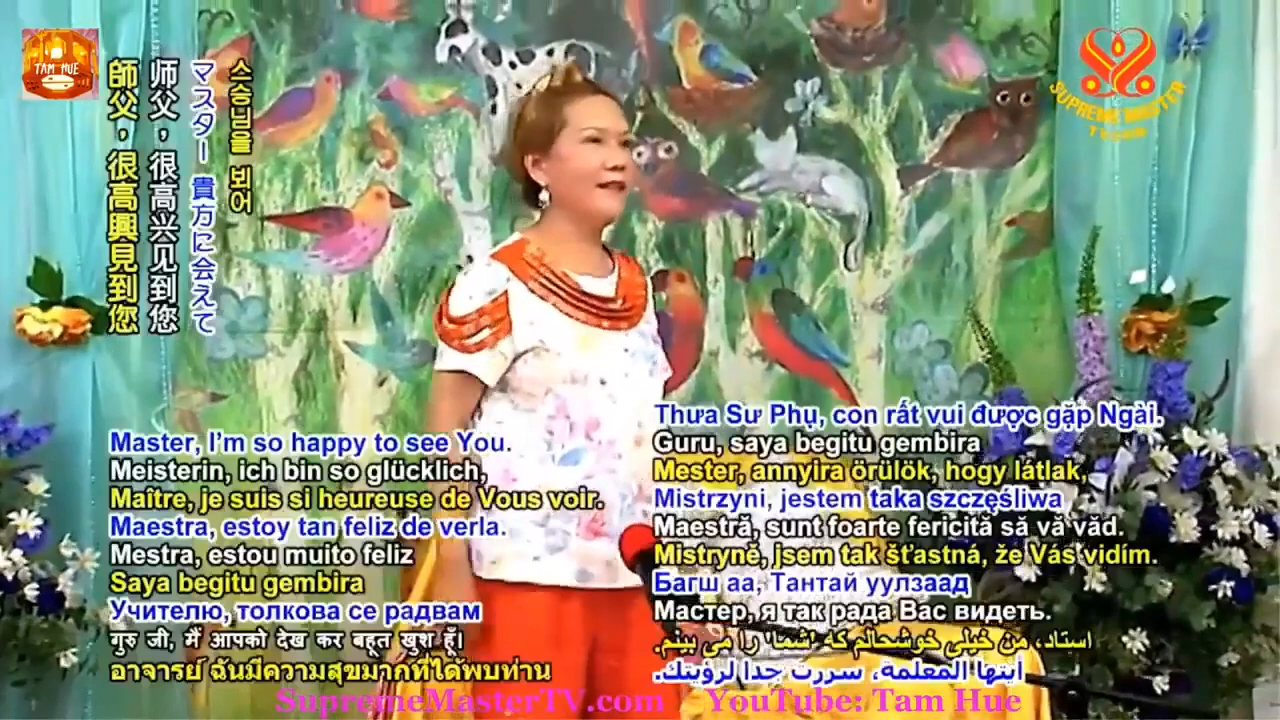 TAM HUE
師父，很高興見到您
师父，很高兴见到您
マスター 貴方に会えて
스승님을 뵈어
SUPREME MASTER
Master, I'm so happy to see You.
Meisterin, ich bin so glücklich,
Maître, je suis si heureuse de Vous voir.
Maestra, estoy tan feliz de verla.
Mestra, estou muito feliz
Saya begitu gembira
Учителю, толкова се радвам
गुरु जी, मैं आपको देख कर बहुत खुश हूँ।
อาจารย์ ฉันมีความสุขมากที่ได้พบท่าน
Thưa Sư Phụ, con rất vui được gặp Ngài.
Guru, saya begitu gembira
Mester, annyira örülök, hogy látlak,
Mistrzyni, jestem taka szczęśliwa
Maestră, sunt foarte fericită să vă văd.
Mistryně, jsem tak šťastná, že Vás vidím.
Багш аа, Тантай уулзаад
Мастер, я так рада Вас видеть.
استاد، من خیلی خوشحالم که 'شما' را می بینم.
أيتها المعلمة، سررت جدا لرؤيتك.
SupremeMasterTV.com / YouTube: Tam Hue